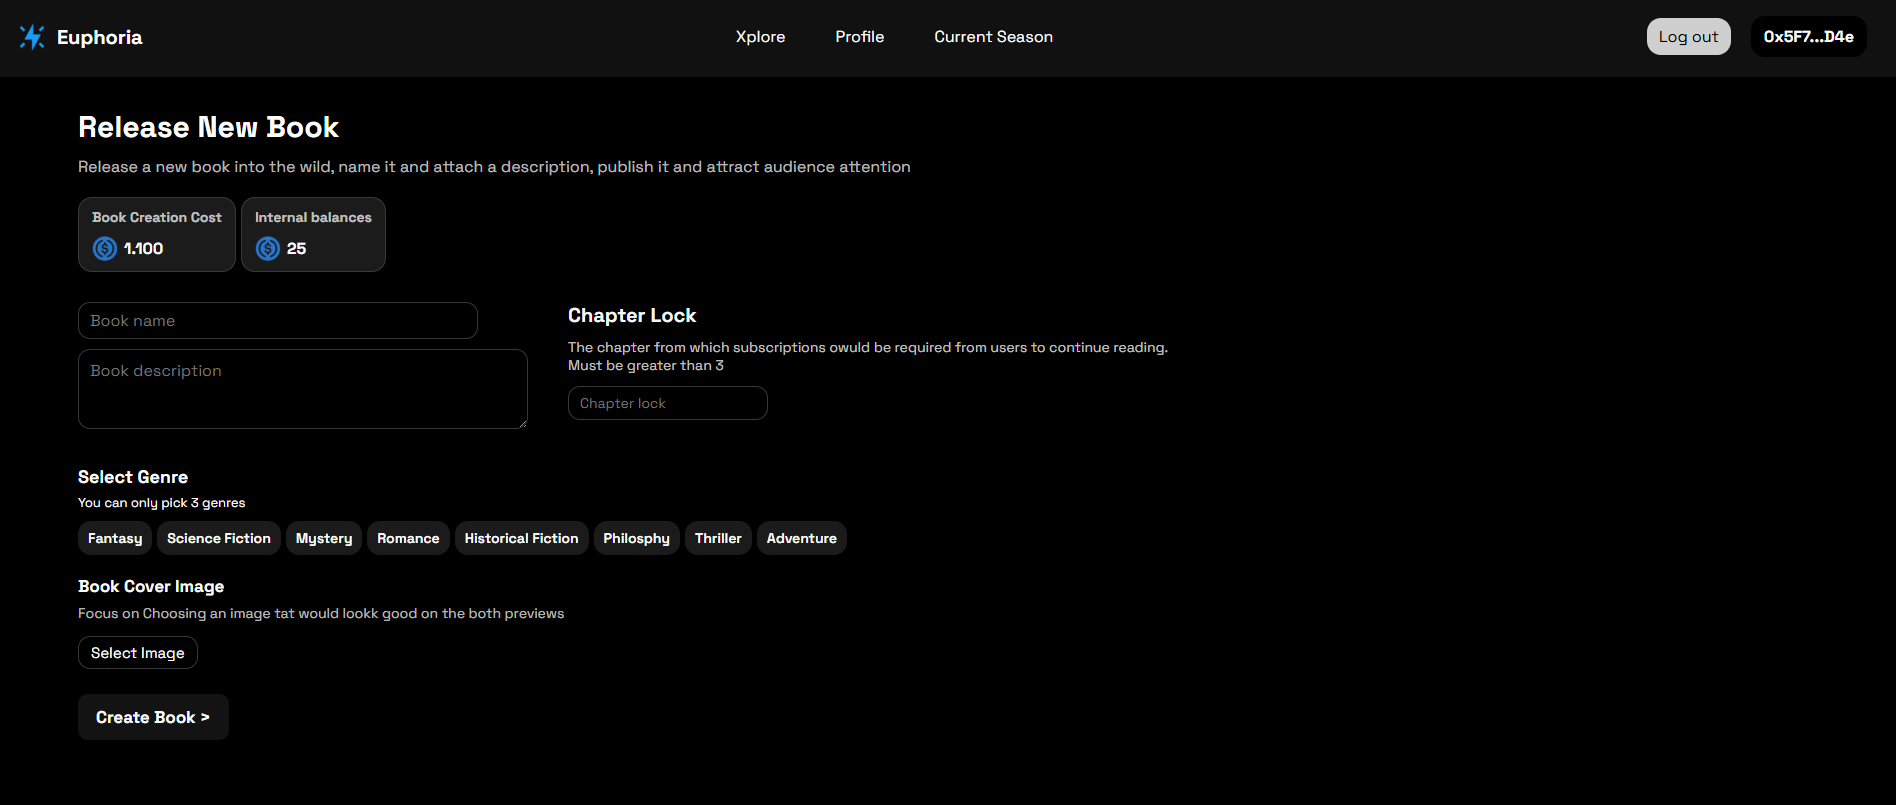 Euphoria
Xplore
Profile
Current Season
Log out
0x5F7...D4e
Release New Book
Release a new book into the wild, name it and attach a description, publish it and attract audience attention
Book Creation Cost
1.100
Internal balances
25
Book name
Book description
Chapter Lock
The chapter from which subscriptions owuld be required from users to continue reading.
Must be greater than 3
Chapter lock
Select Genre
You can only pick 3 genres
Fantasy
Science Fiction
Mystery
Romance
Historical Fiction
Philosphy
Thriller
Adventure
Book Cover Image
Focus on Choosing an image tat would lookk good on the both previews
Select Image
Create Book >